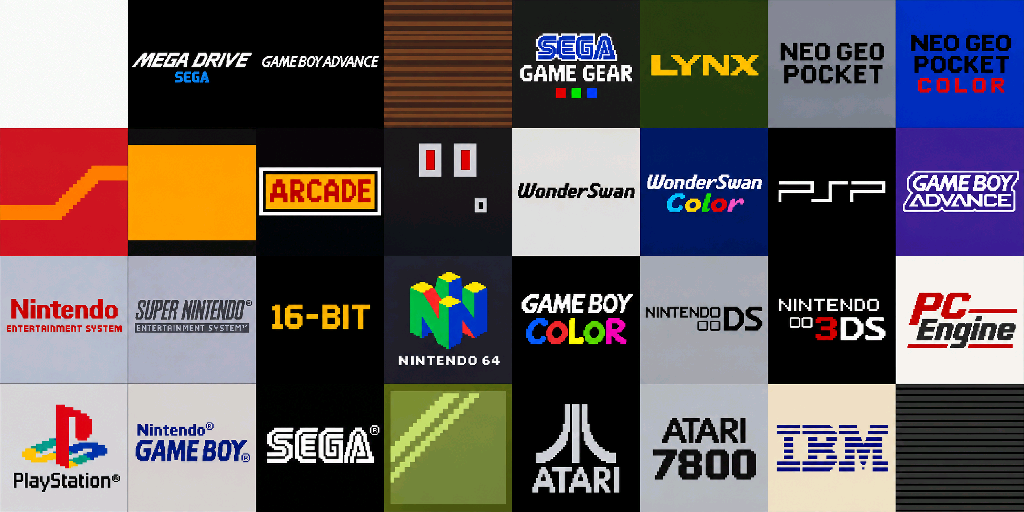 MEGA DRIVE
SEGA
GAME BOY ADVANCE
SEGA
GAME GEAR
LYNX
NEO GEO
POCKET
NEO GEO
POCKET
COLOR
ARCADE
WonderSwan
WonderSwan
Color
PSP
GAME BOY
ADVANCE
Nintendo
ENTERTAINMENT SYSTEM
SUPER NINTENDO®
ENTERTAINMENT SYSTEM™
16-BIT
NINTENDO 64
GAME BOY
COLOR
NINTENDO DS
NINTENDO
3DS
PC
Engine
PlayStation®
Nintendo®
GAME BOY®
SEGA®
ATARI
ATARI
7800
IBM